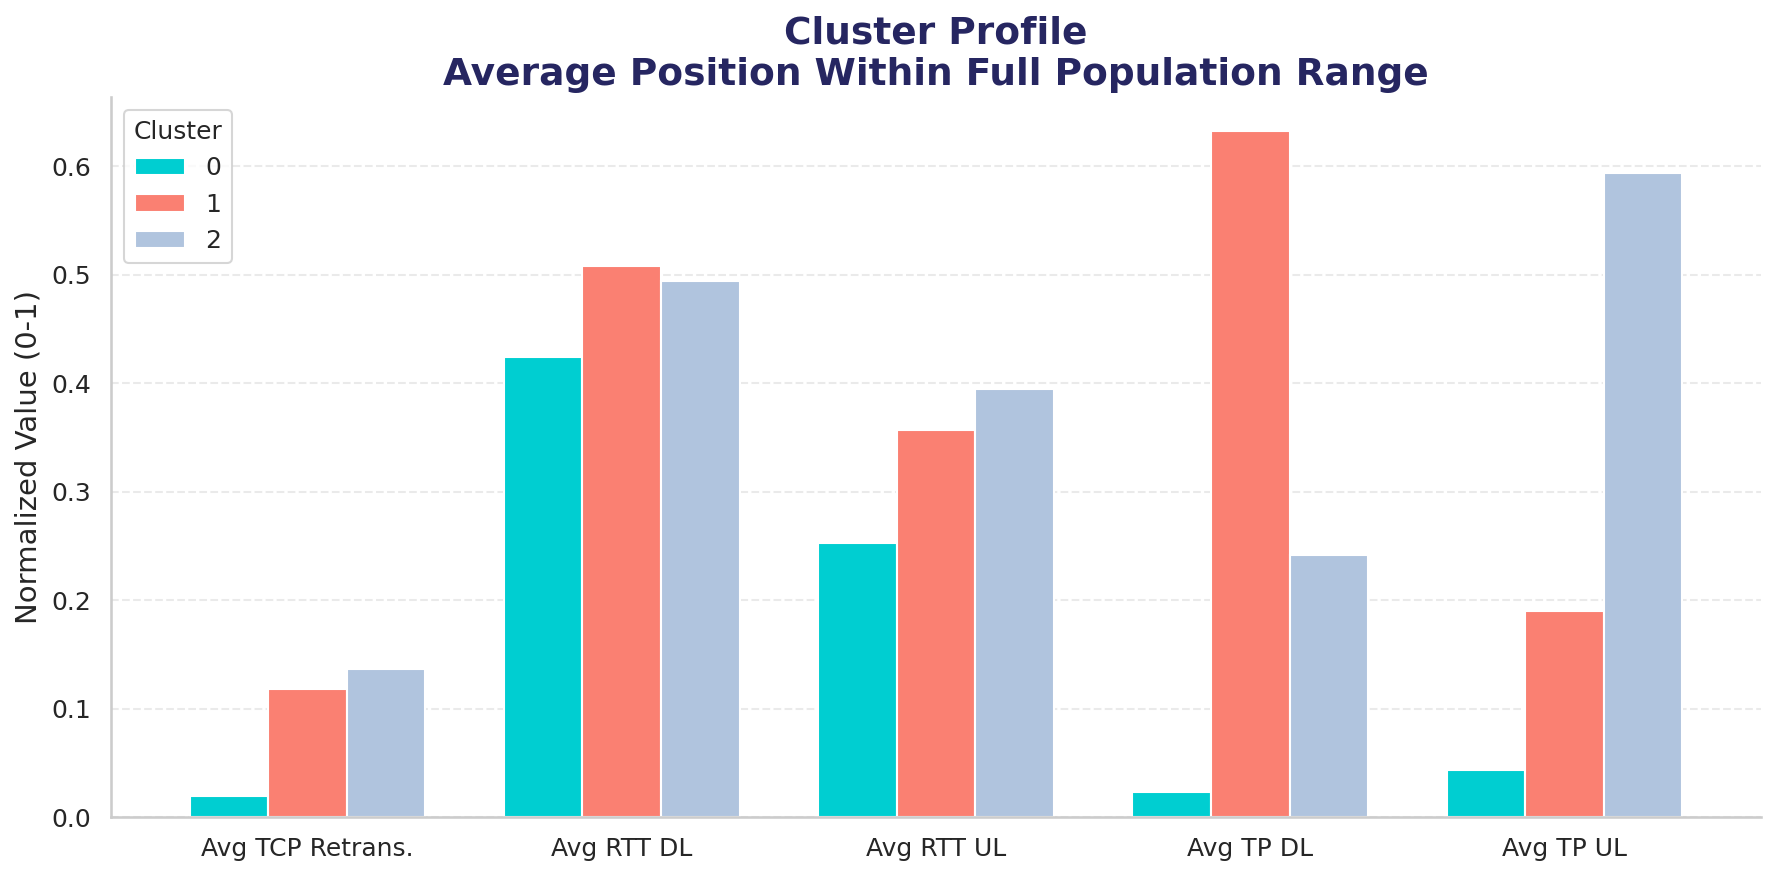 Cluster Profile
Average Position Within Full Population Range
Cluster
0
1
2
Normalized Value (0-1)
0.6
0.5
0.4
0.3
0.2
0.1
0.0
Avg TCP Retrans.
Avg RTT DL
Avg RTT UL
Avg TP DL
Avg TP UL